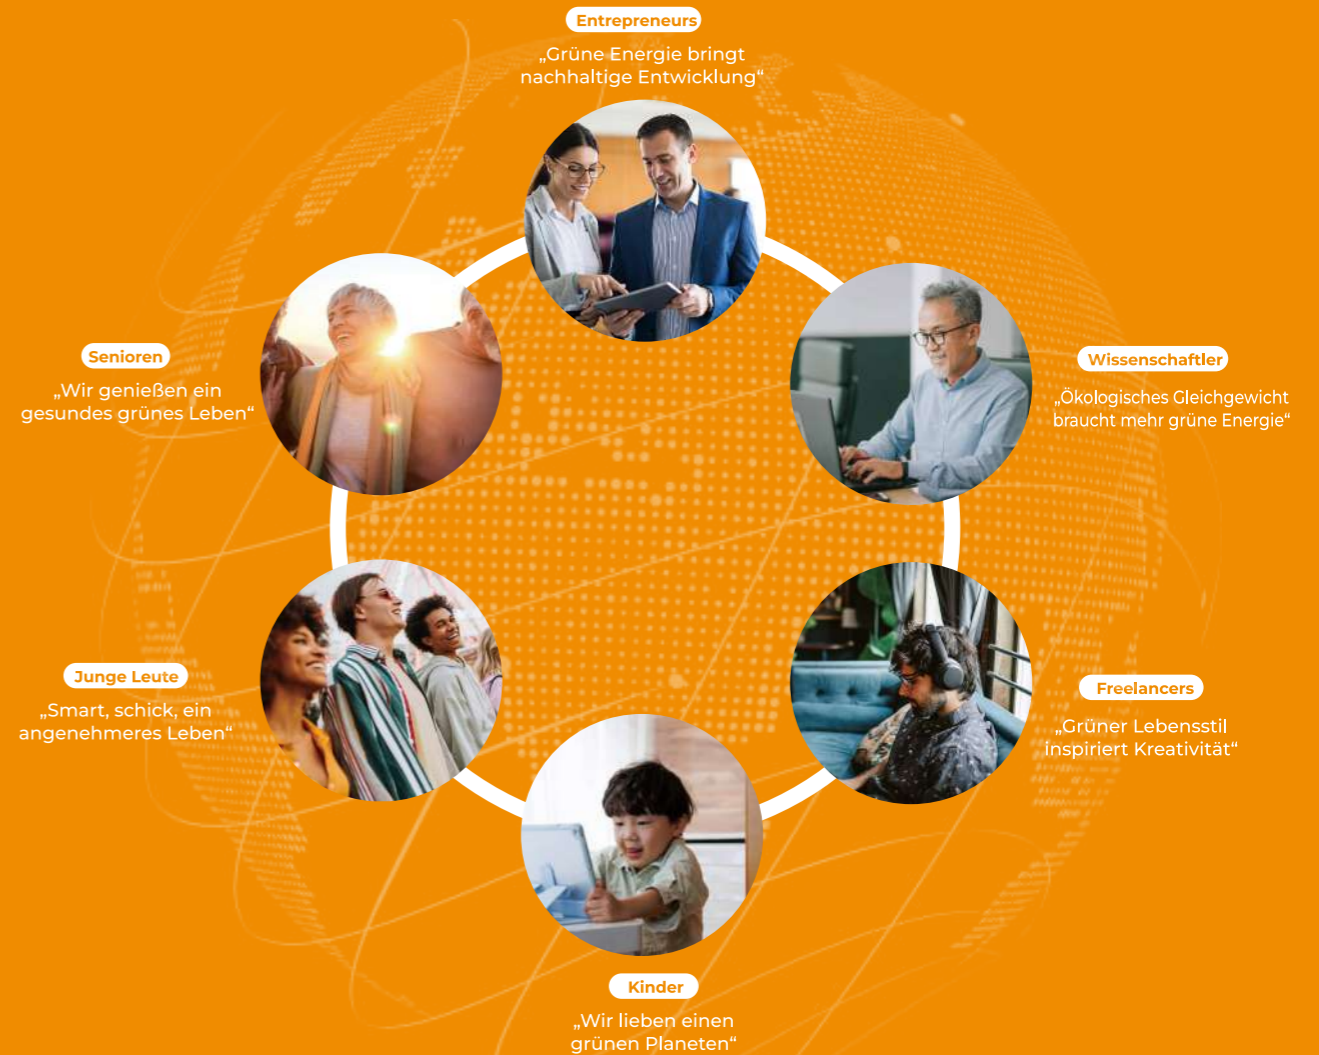 Entrepreneurs
„Grüne Energie bringt
nachhaltige Entwicklung“
Senioren
„Wir genießen ein
gesundes grünes Leben“
Wissenschaftler
„Ökologisches Gleichgewicht
braucht mehr grüne Energie“
Junge Leute
„Smart, schick, ein
angenehmeres Leben“
Freelancers
„Grüner Lebensstil
inspiriert Kreativität“
Kinder
„Wir lieben einen
grünen Planeten“